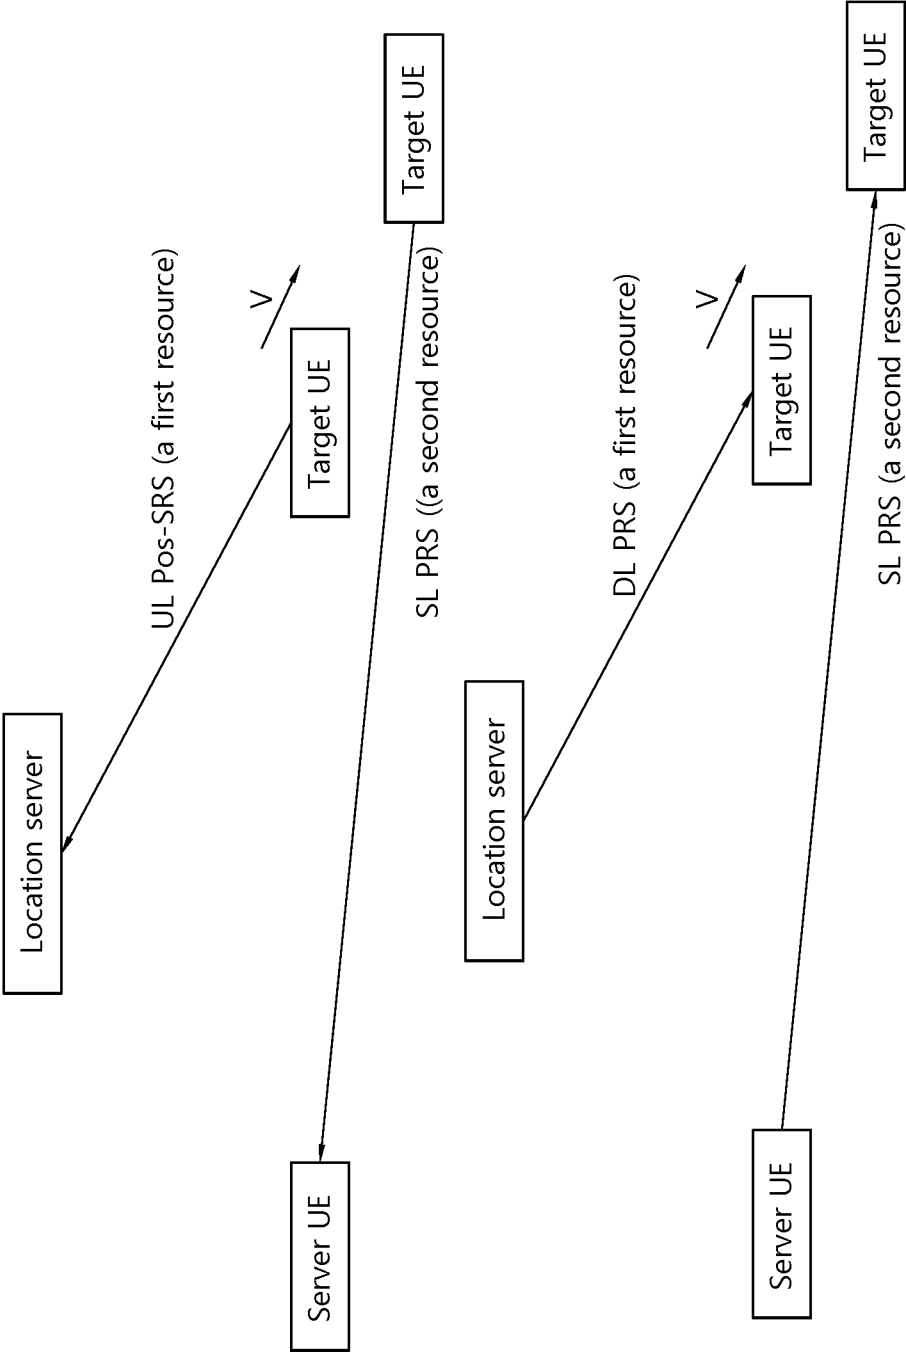 Location server
UL Pos-SRS (a first resource)
V
Target UE
Target UE
SL PRS ((a second resource)
Server UE
Location server
DL PRS (a first resource)
V
Target UE
Target UE
SL PRS (a second resource)
Server UE